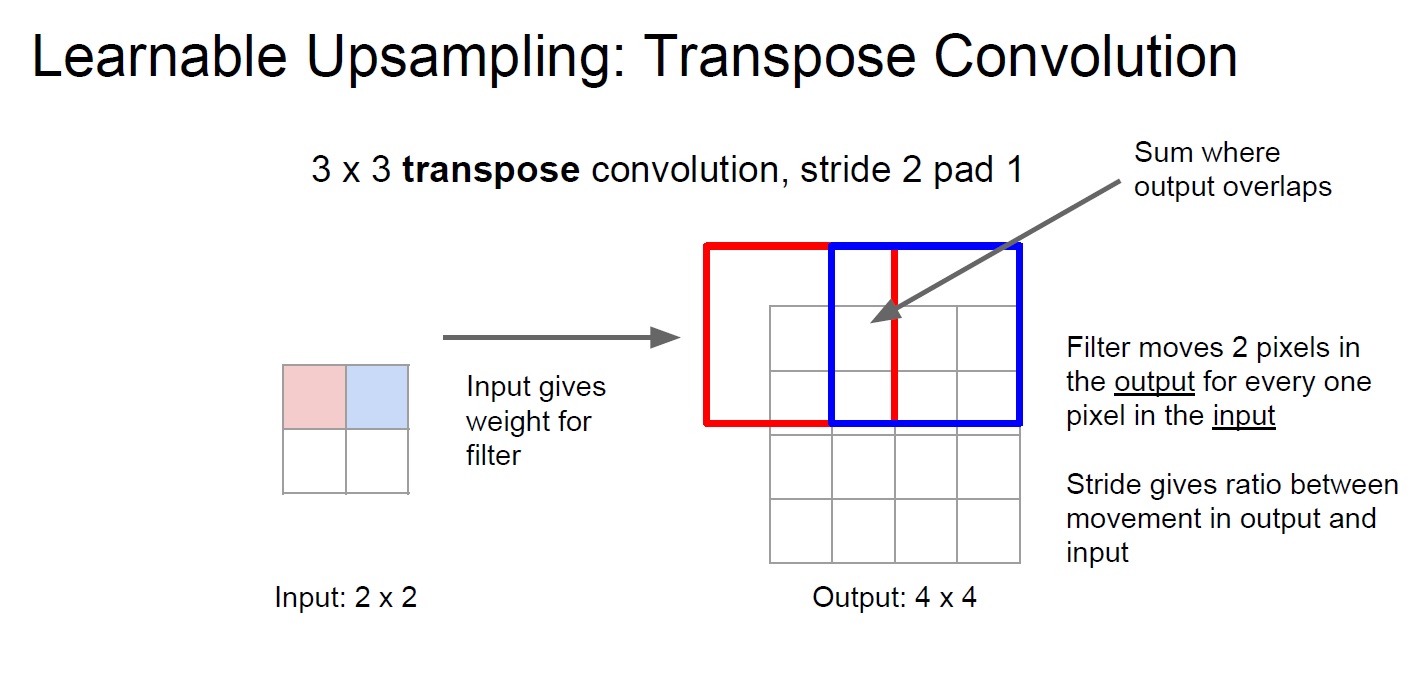 Learnable Upsampling: Transpose Convolution
3 x 3 transpose convolution, stride 2 pad 1
Sum where
output overlaps
Input gives
weight for
filter
Filter moves 2 pixels in
the output for every one
pixel in the input
Stride gives ratio between
movement in output and
input
Input: 2 x 2
Output: 4 x 4